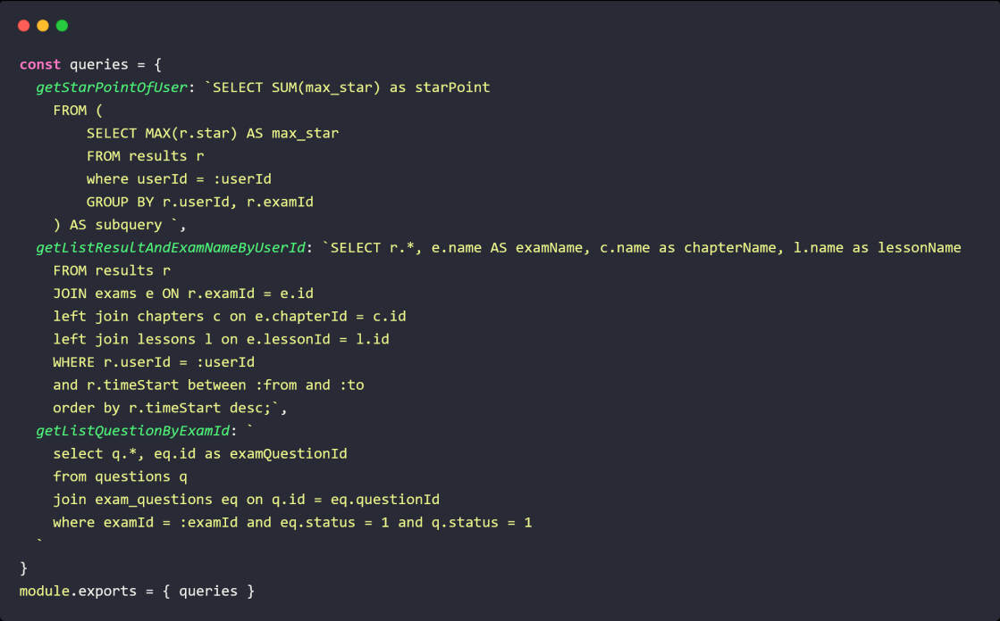 const queries = {
  getStarPointOfUser: `SELECT SUM(max_star) as starPoint
    FROM (
        SELECT MAX(r.star) AS max_star
        FROM results r
        where userId = :userId
        GROUP BY r.userId, r.examId
    ) AS subquery `,
  getListResultAndExamNameByUserId: `SELECT r.*, e.name AS examName, c.name as chapterName, l.name as lessonName
    FROM results r
    JOIN exams e ON r.examId = e.id
    left join chapters c on e.chapterId = c.id
    left join lessons l on e.lessonId = l.id
    WHERE r.userId = :userId
    and r.timeStart between :from and :to
    order by r.timeStart desc;`,
  getListQuestionByExamId: `
    select q.*, eq.id as examQuestionId
    from questions q
    join exam_questions eq on q.id = eq.questionId
    where examId = :examId and eq.status = 1 and q.status = 1
  `
}
module.exports = { queries }